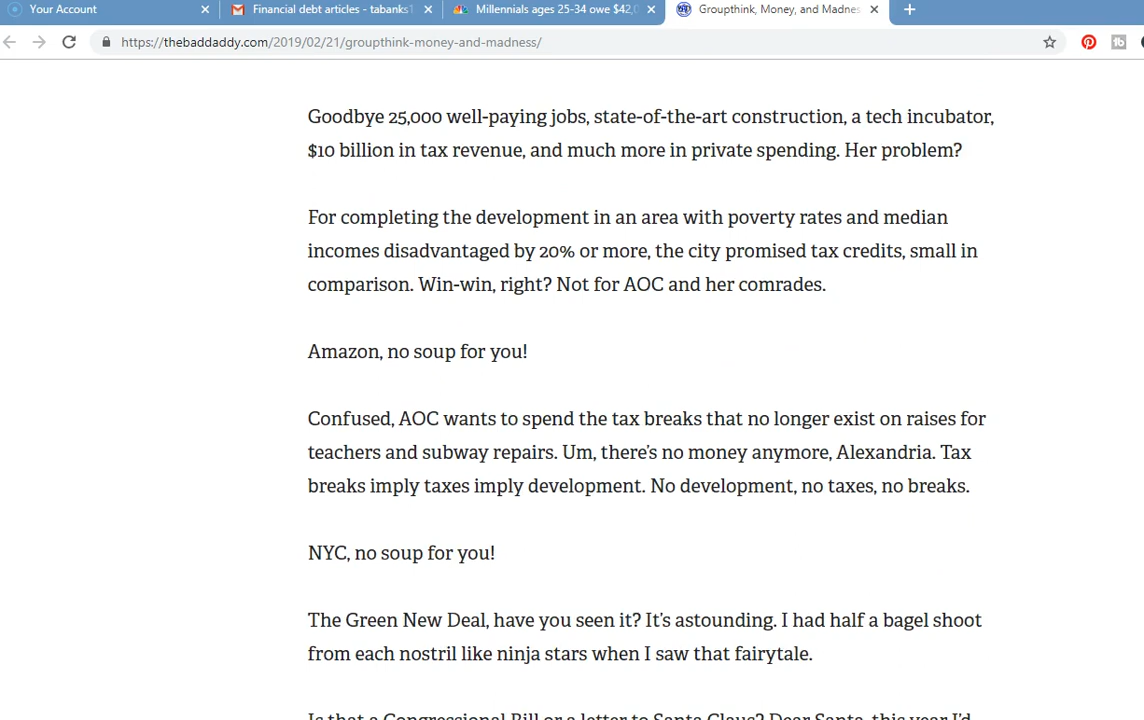 Your Account
Financial debt articles - tabanks1
Millennials ages 25-34 owe $42,0
Groupthink, Money, and Madnes
https://thebaddaddy.com/2019/02/21/groupthink-money-and-madness/
Goodbye 25,000 well-paying jobs, state-of-the-art construction, a tech incubator,
$10 billion in tax revenue, and much more in private spending. Her problem?
For completing the development in an area with poverty rates and median
incomes disadvantaged by 20% or more, the city promised tax credits, small in
comparison. Win-win, right? Not for AOC and her comrades.
Amazon, no soup for you!
Confused, AOC wants to spend the tax breaks that no longer exist on raises for
teachers and subway repairs. Um, there's no money anymore, Alexandria. Tax
breaks imply taxes imply development. No development, no taxes, no breaks.
NYC, no soup for you!
The Green New Deal, have you seen it? It's astounding. I had half a bagel shoot
from each nostril like ninja stars when I saw that fairytale.
Is that a Congressional Bill or a letter to Santa Claus? Dear Santa, this year I'd